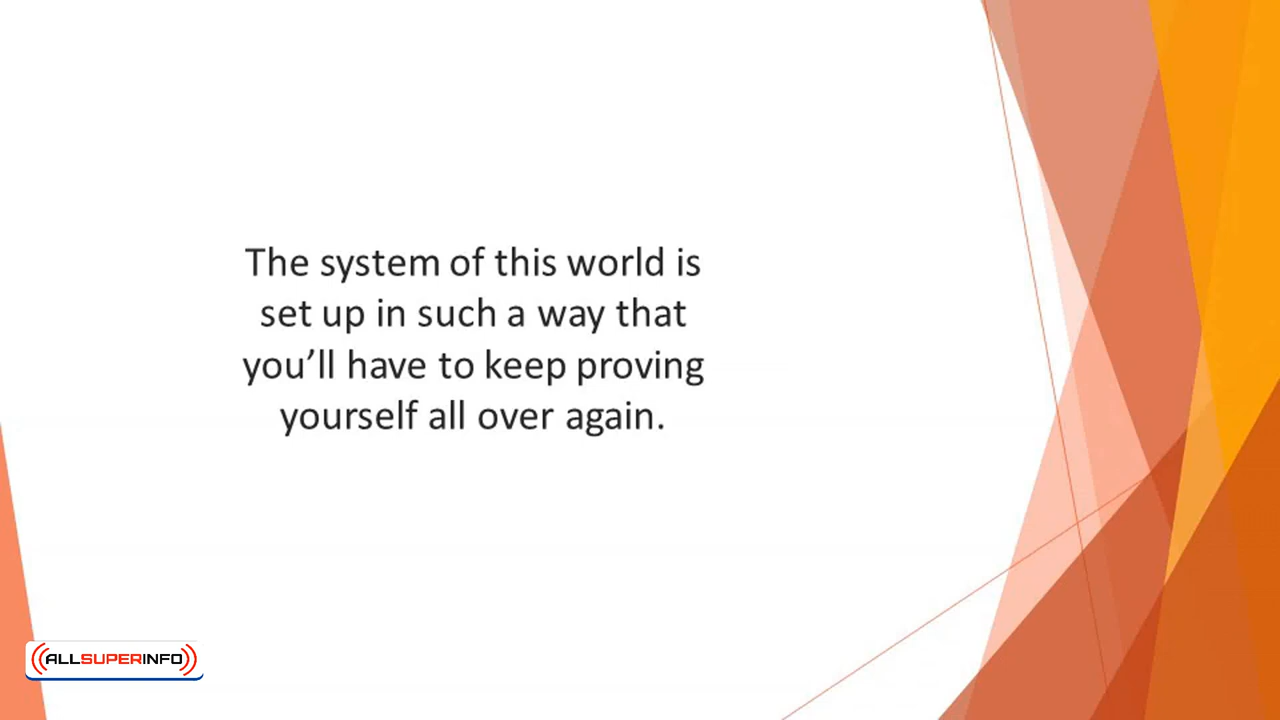 The system of this world is
set up in such a way that
you’ll have to keep proving
yourself all over again.
ALLSUPERINFO